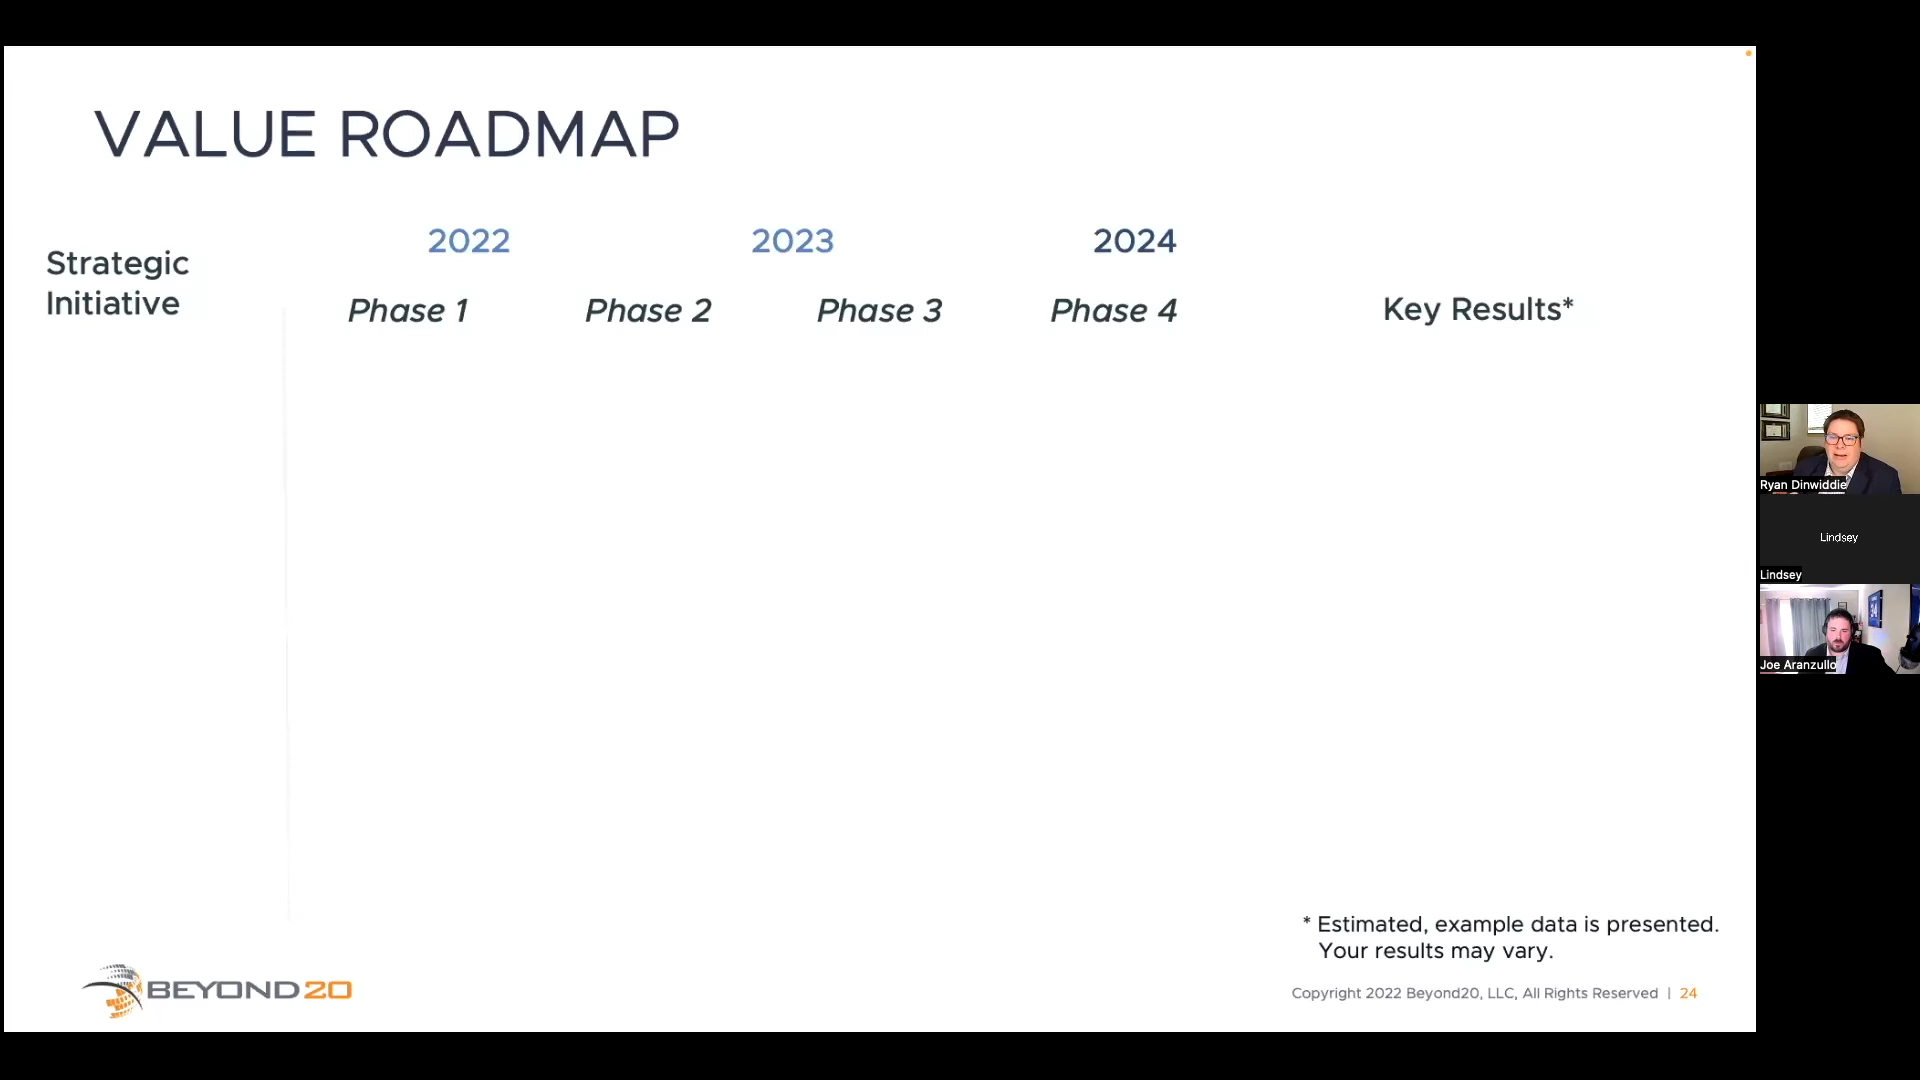 VALUE ROADMAP
2022 2023 2024
Strategic
Initiative
Phase 1 Phase 2 Phase 3 Phase 4 Key Results*
* Estimated, example data is presented.
Your results may vary.
BEYOND20
Copyright 2022 Beyond20, LLC, All Rights Reserved | 24
Ryan Dinwiddie
Lindsey
Lindsey
Joe Aranzullo